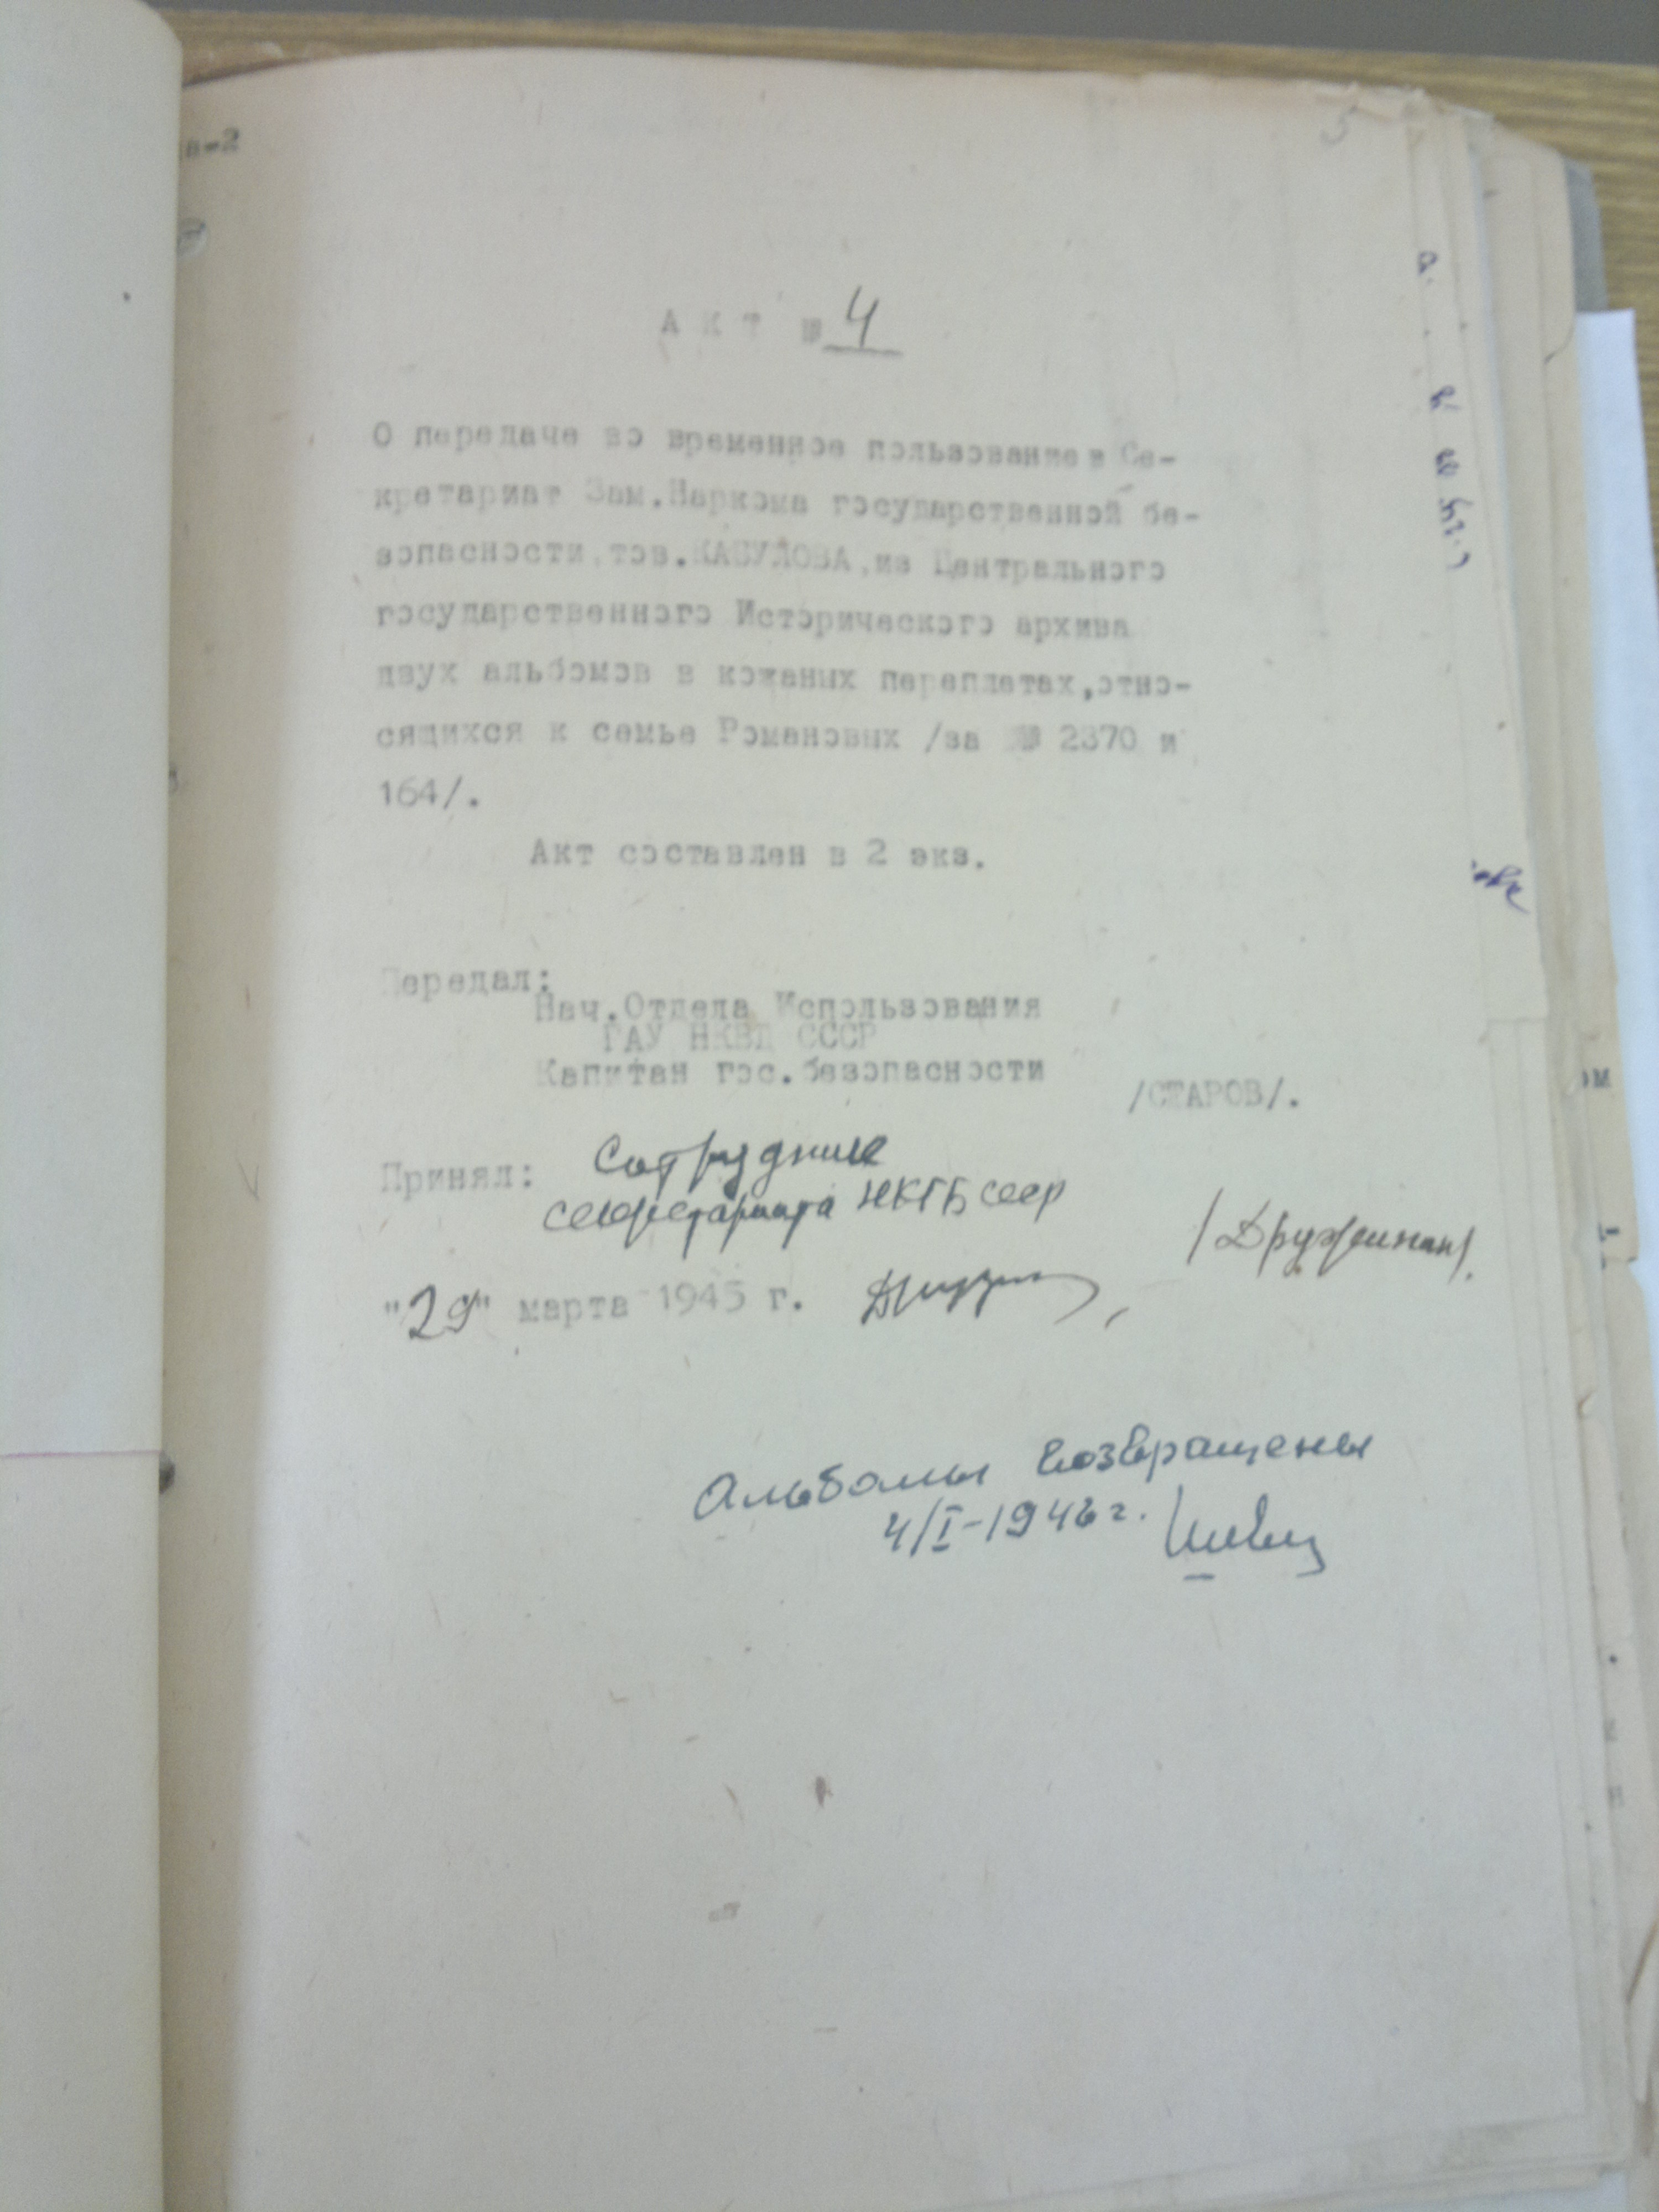 5
А К Т № 4
О передаче во временное пользование в Се-
кретариат Зам.Наркома государственной бе-
зопасности,тов.КАБУЛОВА,из Центрального
государственного Исторического архива
двух альбомов в кожаных переплетах,отно-
сящихся к семье Романовых /за №№ 2370 и
164/.
Акт составлен в 2 экз.
Передал:
Нач.Отдела Использования
ГАУ НКВД СССР
Капитан гос.безопасности
/СТАРОВ/.
Принял: Сотрудник
секретариата НКГБ СССР
/Дружинин/.
"29" марта 1945 г.
Альбомы возвращены
4/I-1946 г.